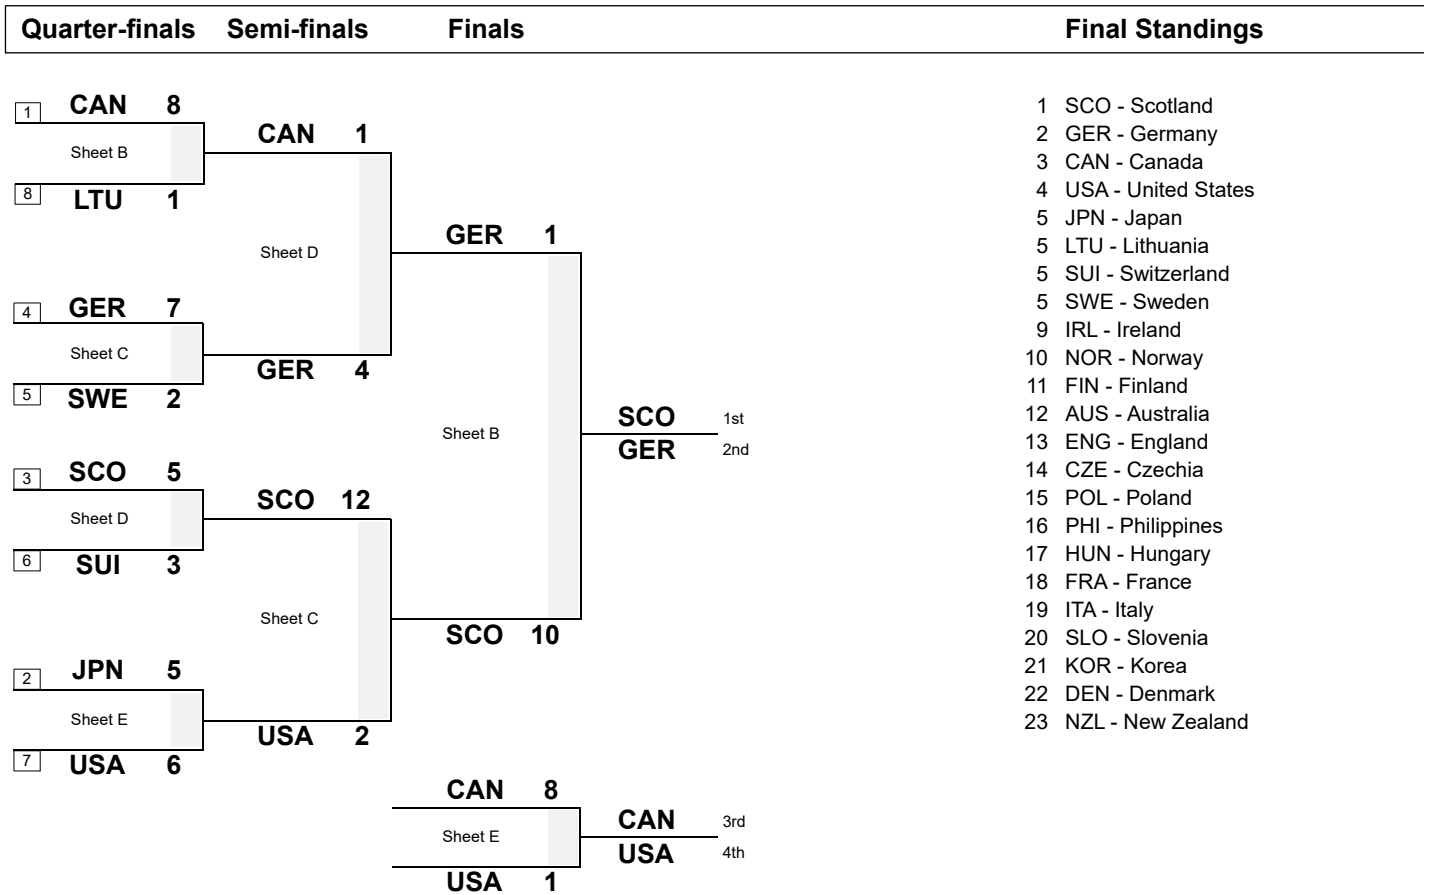 Quarter-finals Semi-finals Finals Final Standings
1 CAN 8
Sheet B
8 LTU 1
4 GER 7
Sheet C
5 SWE 2
3 SCO 5
Sheet D
6 SUI 3
2 JPN 5
Sheet E
7 USA 6
CAN 1
Sheet D
GER 4
SCO 12
Sheet C
USA 2
GER 1
Sheet B
SCO 10
SCO 1st
GER 2nd
CAN 8
Sheet E
USA 1
CAN 3rd
USA 4th
1 SCO - Scotland
2 GER - Germany
3 CAN - Canada
4 USA - United States
5 JPN - Japan
5 LTU - Lithuania
5 SUI - Switzerland
5 SWE - Sweden
9 IRL - Ireland
10 NOR - Norway
11 FIN - Finland
12 AUS - Australia
13 ENG - England
14 CZE - Czechia
15 POL - Poland
16 PHI - Philippines
17 HUN - Hungary
18 FRA - France
19 ITA - Italy
20 SLO - Slovenia
21 KOR - Korea
22 DEN - Denmark
23 NZL - New Zealand